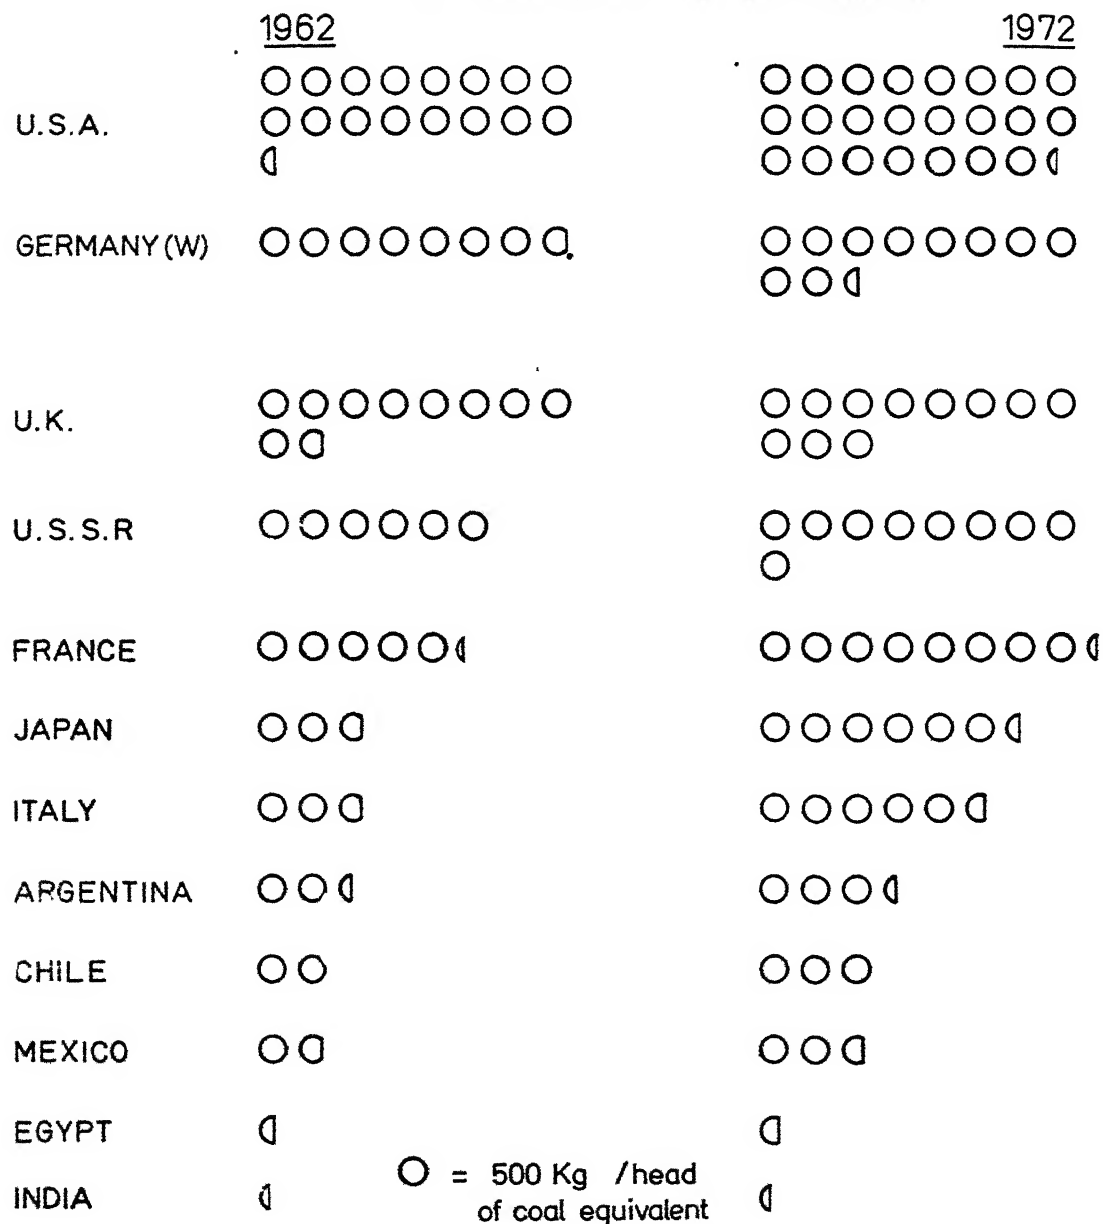 1962 1972
U.S.A.
GERMANY (W)
U.K.
U.S.S.R
FRANCE
JAPAN
ITALY
ARGENTINA
CHILE
MEXICO
EGYPT
= 500 Kg /head
of coal equivalent
INDIA